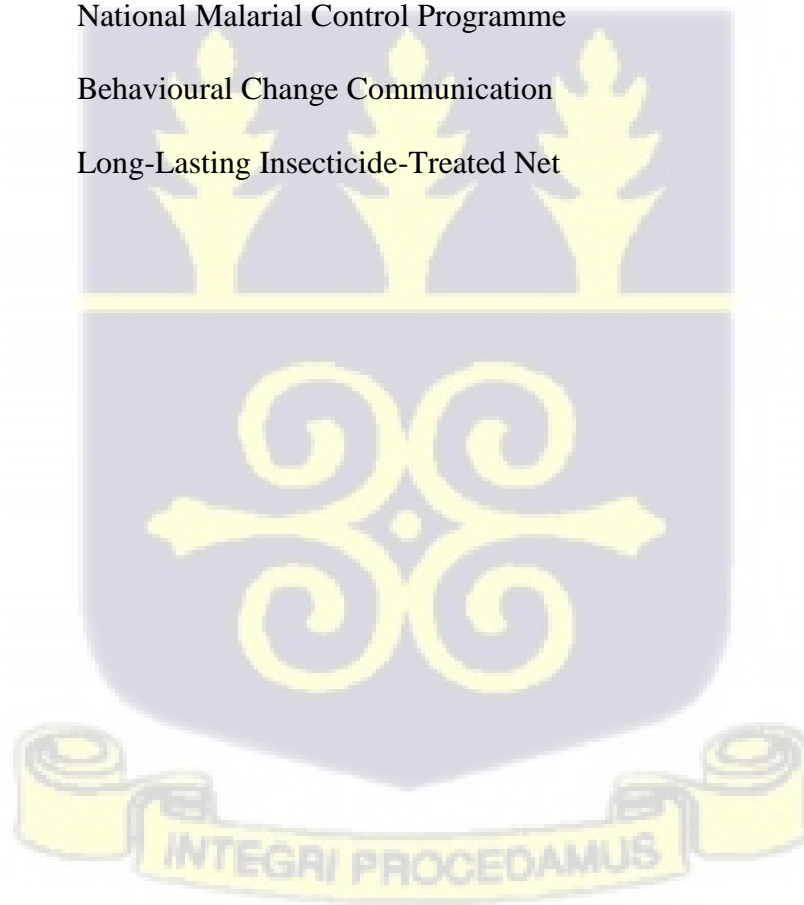 National Malarial Control Programme
Behavioural Change Communication
Long-Lasting Insecticide-Treated Net
INTEGRI PROCEDAMUS